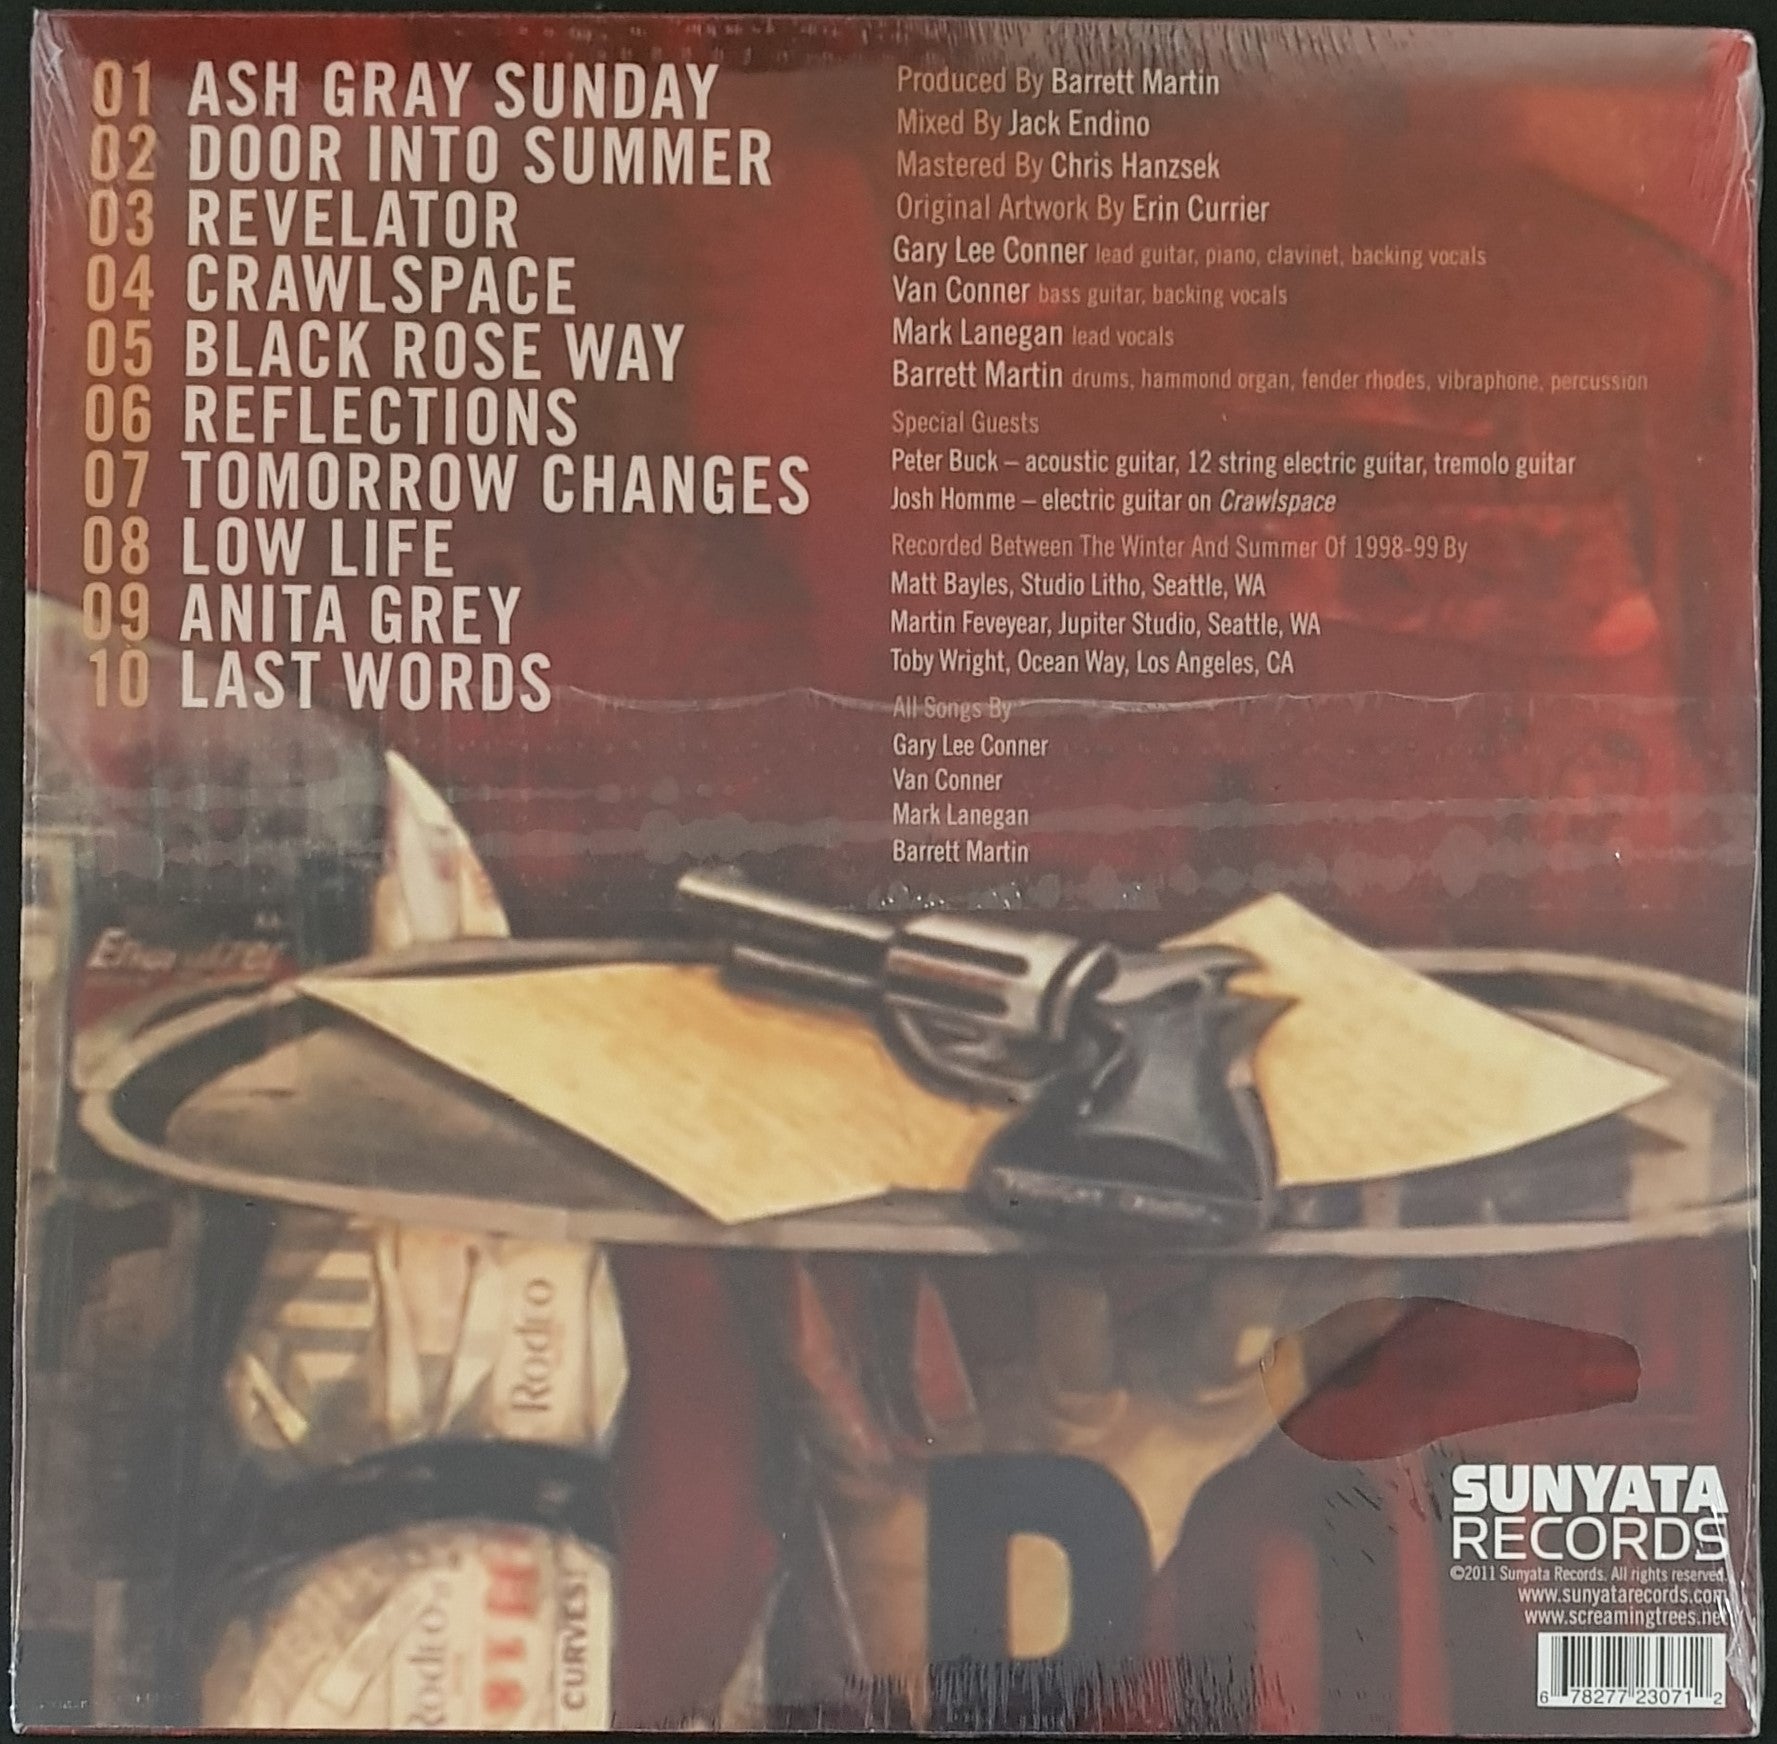 01 ASH GRAY SUNDAY
02 DOOR INTO SUMMER
03 REVELATOR
04 CRAWLSPACE
05 BLACK ROSE WAY
06 REFLECTIONS
07 TOMORROW CHANGES
08 LOW LIFE
09 ANITA GREY
10 LAST WORDS
Produced By Barrett Martin
Mixed By Jack Endino
Mastered By Chris Hanzsek
Original Artwork By Erin Currier
Gary Lee Conner lead guitar, piano, clavinet, backing vocals
Van Conner bass guitar, backing vocals
Mark Lanegan lead vocals
Barrett Martin drums, hammond organ, fender rhodes, vibraphone, percussion
Special Guests
Peter Buck – acoustic guitar, 12 string electric guitar, tremolo guitar
Josh Homme – electric guitar on Crawlspace
Recorded Between The Winter And Summer Of 1998-99 By
Matt Bayles, Studio Litho, Seattle, WA
Martin Feveyear, Jupiter Studio, Seattle, WA
Toby Wright, Ocean Way, Los Angeles, CA
All Songs By
Gary Lee Conner
Van Conner
Mark Lanegan
Barrett Martin
Rodeo
D
CURVES!
SUNYATA
RECORDS
©2011 Sunyata Records. All rights reserved.
www.sunyatarecords.com
www.screamingtrees.net
6 78277 23071 2